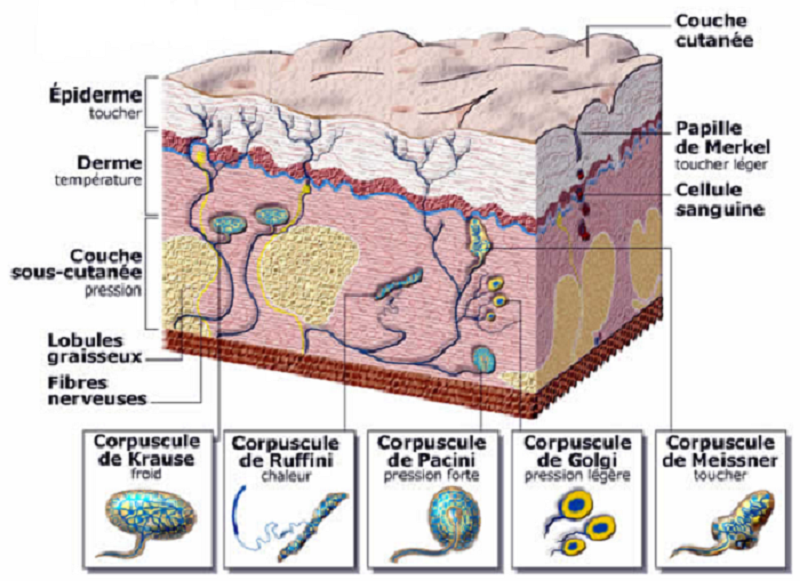 Couche
cutanée
Épiderme
toucher
Derme
température
Papille
de Merkel
toucher léger
Cellule
sanguine
Couche
sous-cutanée
pression
Lobules
graisseux
Fibres
nerveuses
Corpuscule
de Krause
froid
Corpuscule
de Ruffini
chaleur
Corpuscule
de Pacini
pression forte
Corpuscule
de Golgi
pression légère
Corpuscule
de Meissner
toucher